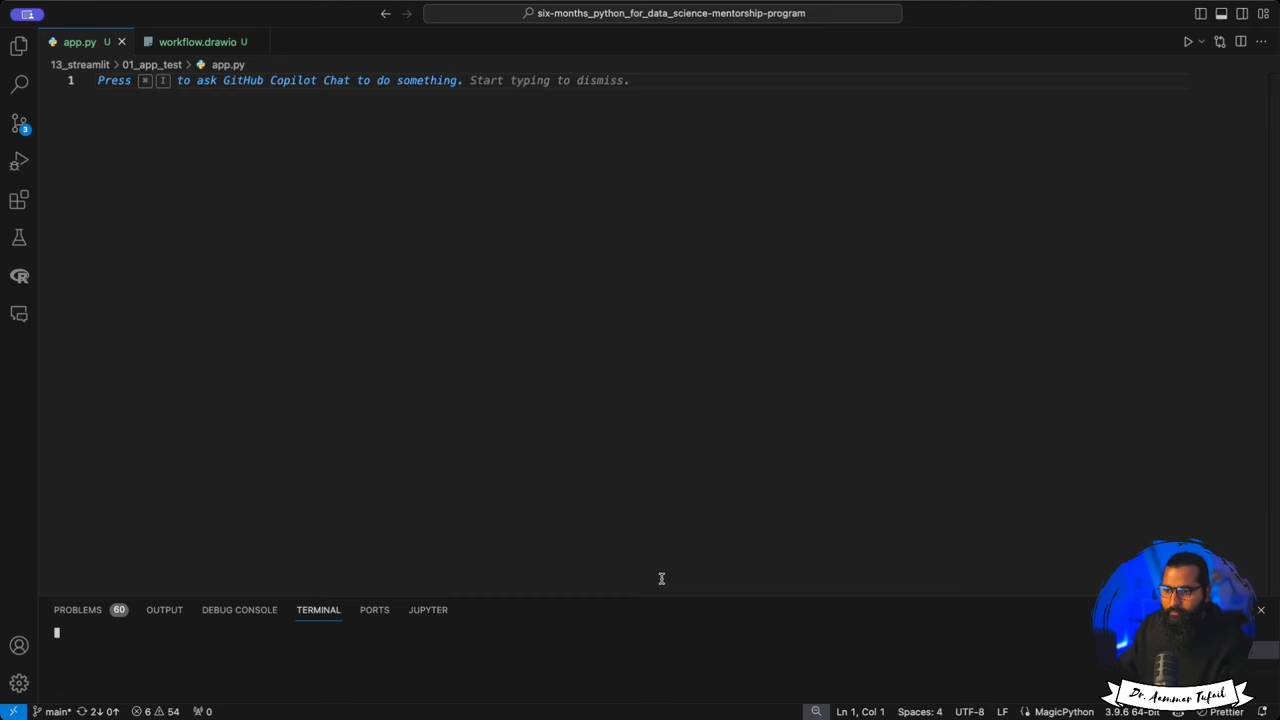 six-months_python_for_data_science-mentorship-program
app.py U
workflow.drawio U
13_streamlit > 01_app_test > app.py
1 Press ⌘ I to ask GitHub Copilot Chat to do something. Start typing to dismiss.
3
PROBLEMS 60 OUTPUT DEBUG CONSOLE TERMINAL PORTS JUPYTER
Dr. Aammar Tufail
main* 2↓ 0↑ 6 54 0 Ln 1, Col 1 Spaces: 4 UTF-8 LF MagicPython 3.9.6 64-bit Prettier